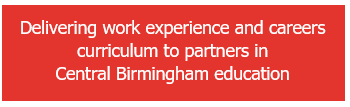 Delivering work experience and careers
curriculum to partners in
Central Birmingham education